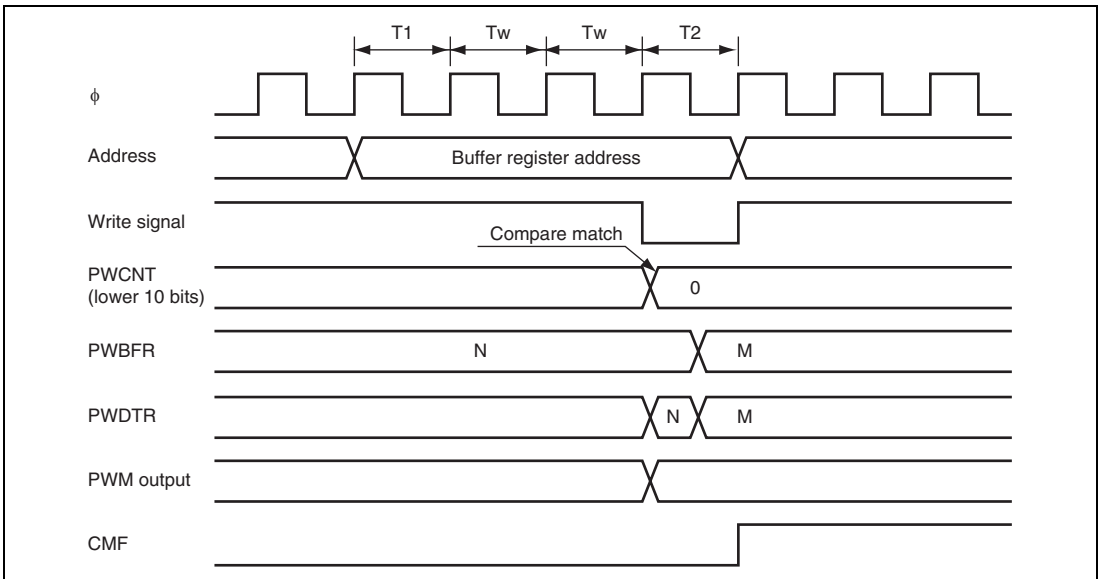 T1 Tw Tw T2
ϕ
Address Buffer register address
Write signal
Compare match
PWCNT
(lower 10 bits) 0
PWBFR N M
PWDTR N M
PWM output
CMF